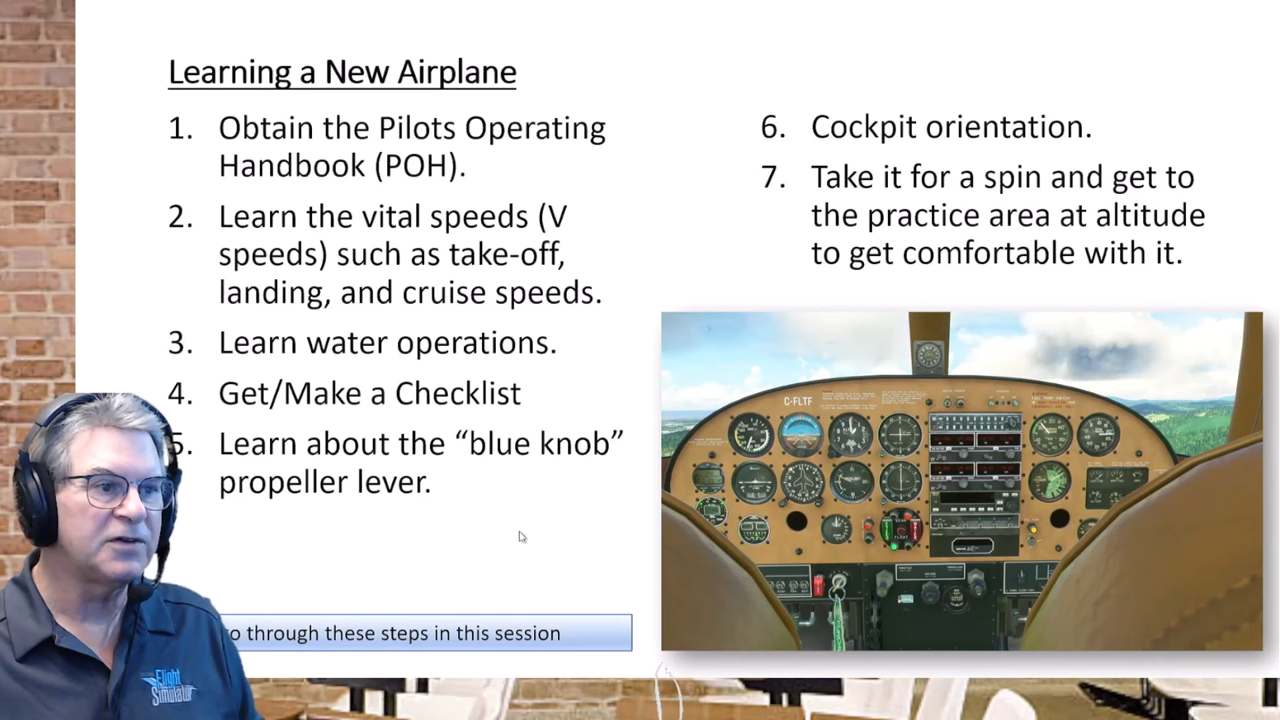 Learning a New Airplane
1. Obtain the Pilots Operating
Handbook (POH).
2. Learn the vital speeds (V
speeds) such as take-off,
landing, and cruise speeds.
3. Learn water operations.
4. Get/Make a Checklist
5. Learn about the “blue knob”
propeller lever.
through these steps in this session
6. Cockpit orientation.
7. Take it for a spin and get to
the practice area at altitude
to get comfortable with it.
C-FLTF
Flight
Simulator